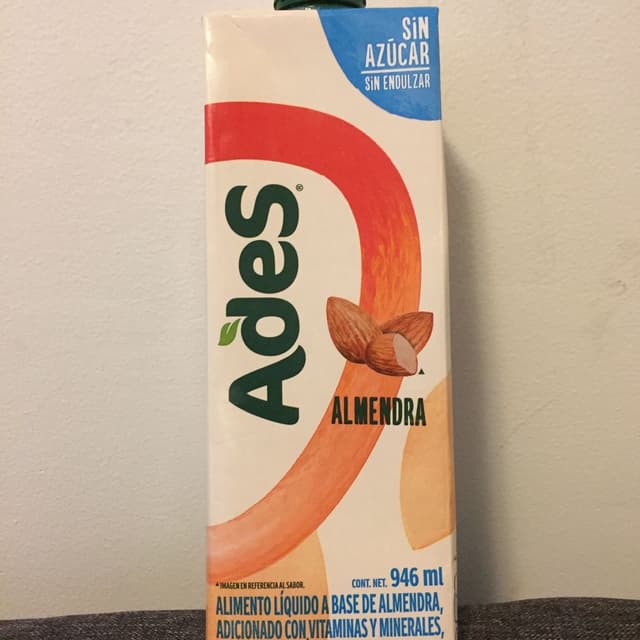 SiN
AZÚCAR
SiN ENDULZAR
AdeS®
ALMENDRA
▲IMAGEN EN REFERENCIA AL SABOR.
CONT. NET. 946 ml
ALIMENTO LÍQUIDO A BASE DE ALMENDRA,
ADICIONADO CON VITAMINAS Y MINERALES,